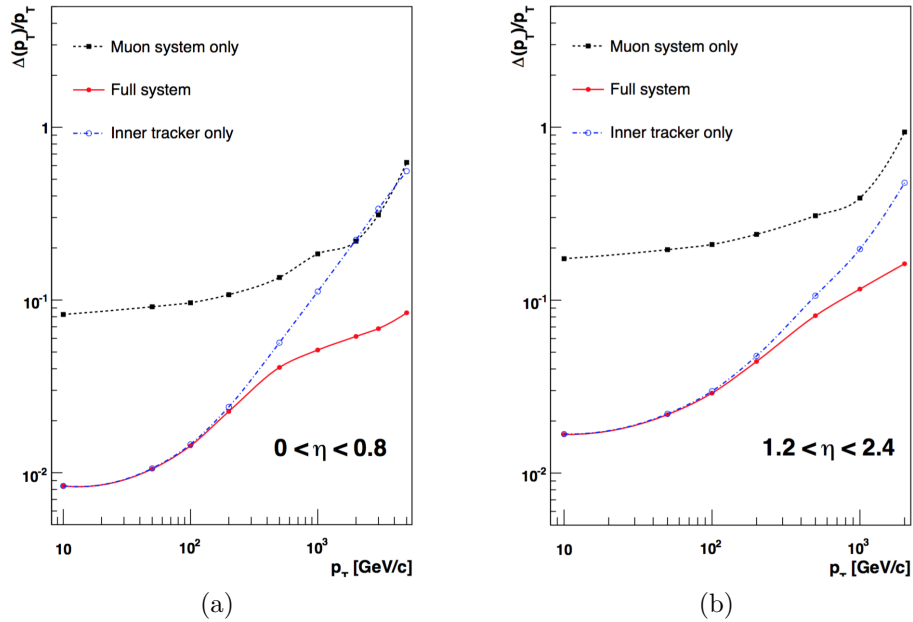 Δ(p_T)/p_T
Muon system only
Full system
Inner tracker only
1
10^-1
10^-2
0 < η < 0.8
10
10^2
10^3
p_T [GeV/c]
(a)
Δ(p_T)/p_T
Muon system only
Full system
Inner tracker only
1
10^-1
10^-2
1.2 < η < 2.4
10
10^2
10^3
p_T [GeV/c]
(b)